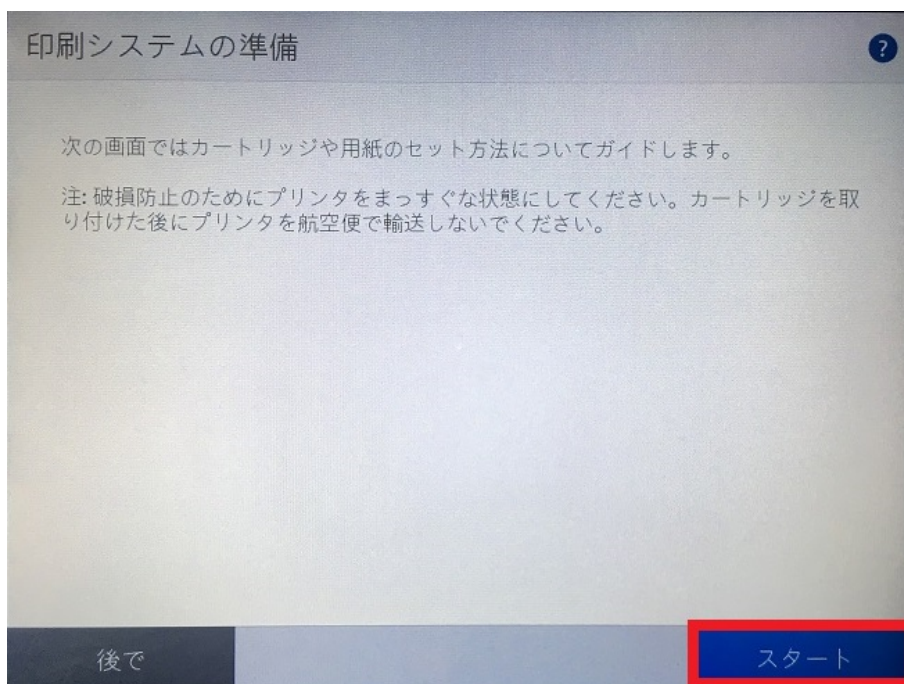 印刷システムの準備
?
次の画面ではカートリッジや用紙のセット方法についてガイドします。
注: 破損防止のためにプリンタをまっすぐな状態にしてください。カートリッジを取
り付けた後にプリンタを航空便で輸送しないでください。
後で
スタート